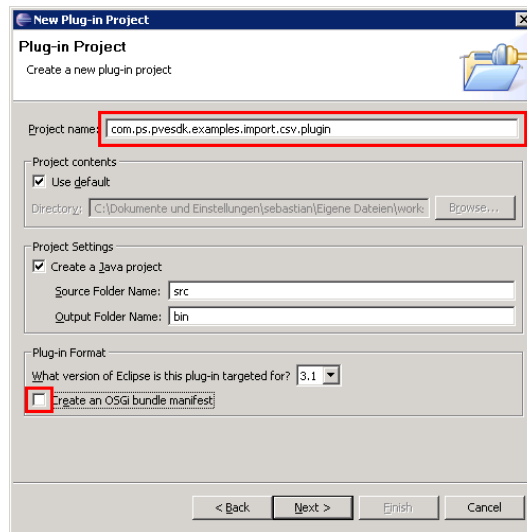 New Plug-in Project
Plug-in Project
Create a new plug-in project
Project name: com.ps.pvesdk.examples.import.csv.plugin
Project contents
Use default
Directory: C:\Dokumente und Einstellungen\sebastian\Eigene Dateien\works Browse...
Project Settings
Create a Java project
Source Folder Name: src
Output Folder Name: bin
Plug-in Format
What version of Eclipse is this plug-in targeted for? 3.1
Create an OSGi bundle manifest
< Back Next > Finish Cancel